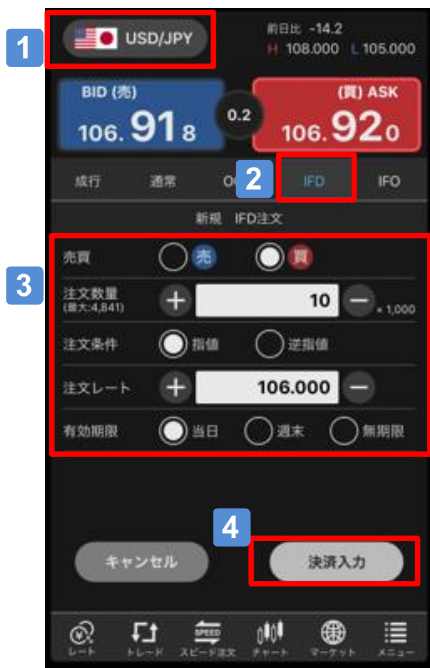 1
USD/JPY
前日比 -14.2
H 108.000 L 105.000
BID (売)
(買) ASK
106.918
0.2
106.920
2
成行 通常 OC IFD IFO
新規 IFD注文
3
売買 売 買
注文数量 10
(最大:4,841) × 1,000
注文条件 指値 逆指値
注文レート 106.000
有効期限 当日 週末 無期限
4
キャンセル 決済入力
SPEED
レート トレード スピード注文 チャート マーケット メニュー